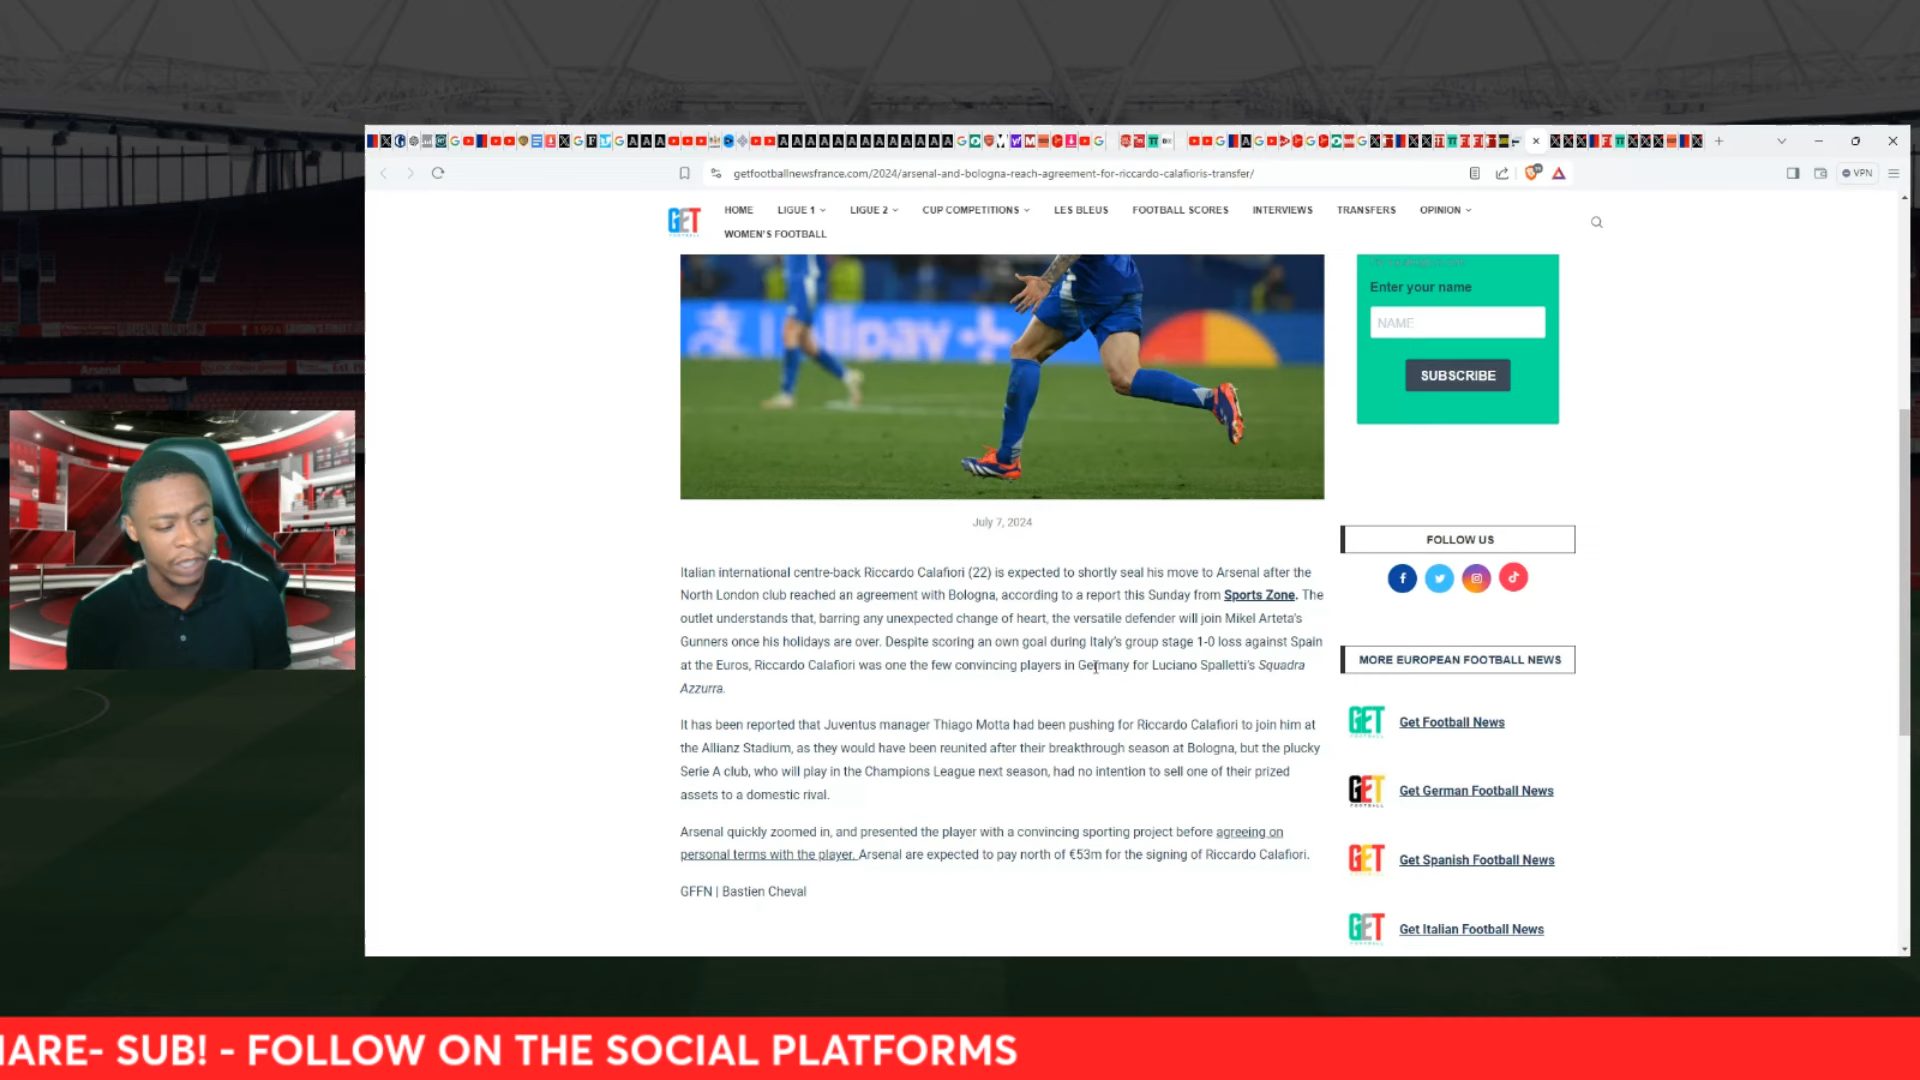 getfootballnewsfrance.com/2024/arsenal-and-bologna-reach-agreement-for-riccardo-calafioris-transfer/
VPN
GET
FOOTBALL
HOME
LIGUE 1
LIGUE 2
CUP COMPETITIONS
LES BLEUS
FOOTBALL SCORES
INTERVIEWS
TRANSFERS
OPINION
WOMEN'S FOOTBALL
Enter your name
NAME
SUBSCRIBE
Arsenal
July 7, 2024
Italian international centre-back Riccardo Calafiori (22) is expected to shortly seal his move to Arsenal after the
North London club reached an agreement with Bologna, according to a report this Sunday from Sports Zone. The
outlet understands that, barring any unexpected change of heart, the versatile defender will join Mikel Arteta's
Gunners once his holidays are over. Despite scoring an own goal during Italy's group stage 1-0 loss against Spain
at the Euros, Riccardo Calafiori was one the few convincing players in Germany for Luciano Spalletti's Squadra
Azzurra.
It has been reported that Juventus manager Thiago Motta had been pushing for Riccardo Calafiori to join him at
the Allianz Stadium, as they would have been reunited after their breakthrough season at Bologna, but the plucky
Serie A club, who will play in the Champions League next season, had no intention to sell one of their prized
assets to a domestic rival.
Arsenal quickly zoomed in, and presented the player with a convincing sporting project before agreeing on
personal terms with the player. Arsenal are expected to pay north of €53m for the signing of Riccardo Calafiori.
GFFN | Bastien Cheval
FOLLOW US
MORE EUROPEAN FOOTBALL NEWS
GET
FOOTBALL
Get Football News
GET
FOOTBALL
Get German Football News
GET
FOOTBALL
Get Spanish Football News
GET
FOOTBALL
Get Italian Football News
HARE- SUB! - FOLLOW ON THE SOCIAL PLATFORMS